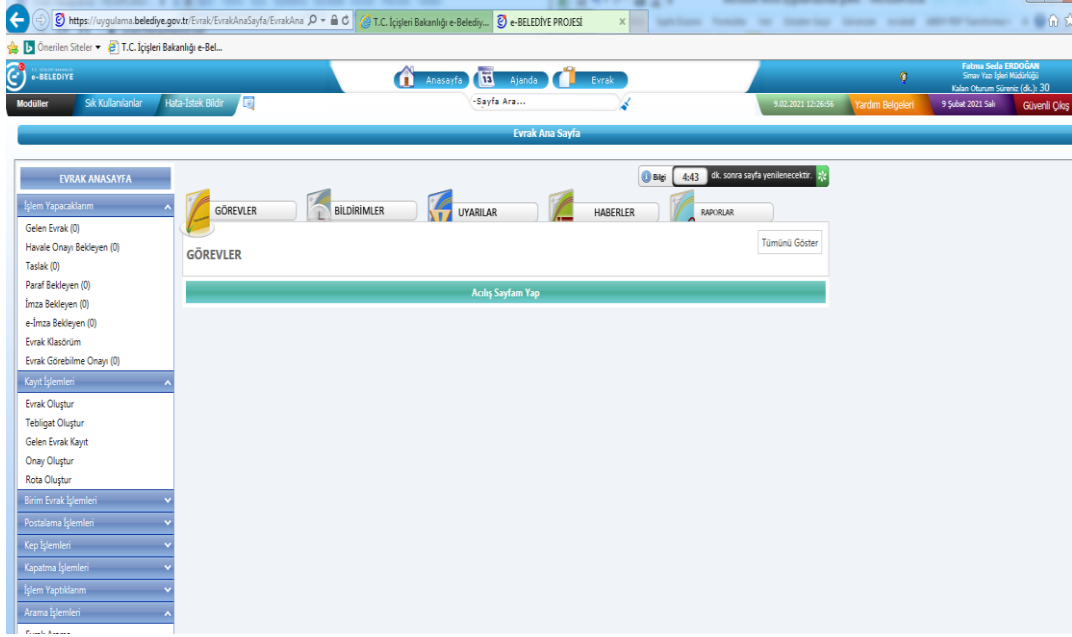 https://uygulama.belediye.gov.tr/Evrak/EvrakAnaSayfa/EvrakAna
T.C. İçişleri Bakanlığı e-Belediy...
e-BELEDİYE PROJESİ
Önerilen Siteler
T.C. İçişleri Bakanlığı e-Bel...
e-BELEDİYE
Anasayfa
Ajanda
Evrak
Fatma Seda ERDOĞAN
Sınav Yazı İşleri Müdürlüğü
Kalan Oturum Süreniz (dk.): 30
Modüller
Sık Kullanılanlar
Hata-İstek Bildir
-Sayfa Ara...
9.02.2021 12:26:56
Yardım Belgeleri
9 Şubat 2021 Salı
Güvenli Çıkış
Evrak Ana Sayfa
EVRAK ANASAYFA
Bilgi
4:43
dk. sonra sayfa yenilenecektir.
İşlem Yapacaklarım
Gelen Evrak (0)
Havale Onayı Bekleyen (0)
Taslak (0)
Paraf Bekleyen (0)
İmza Bekleyen (0)
e-İmza Bekleyen (0)
Evrak Klasörüm
Evrak Görebilme Onayı (0)
Kayıt İşlemleri
Evrak Oluştur
Tebligat Oluştur
Gelen Evrak Kayıt
Onay Oluştur
Rota Oluştur
Birim Evrak İşlemleri
Postalama İşlemleri
Kep İşlemleri
Kapatma İşlemleri
İşlem Yaptıklarım
Arama İşlemleri
Evrak Arama
GÖREVLER
BİLDİRİMLER
UYARILAR
HABERLER
RAPORLAR
GÖREVLER
Tümünü Göster
Acılış Sayfam Yap